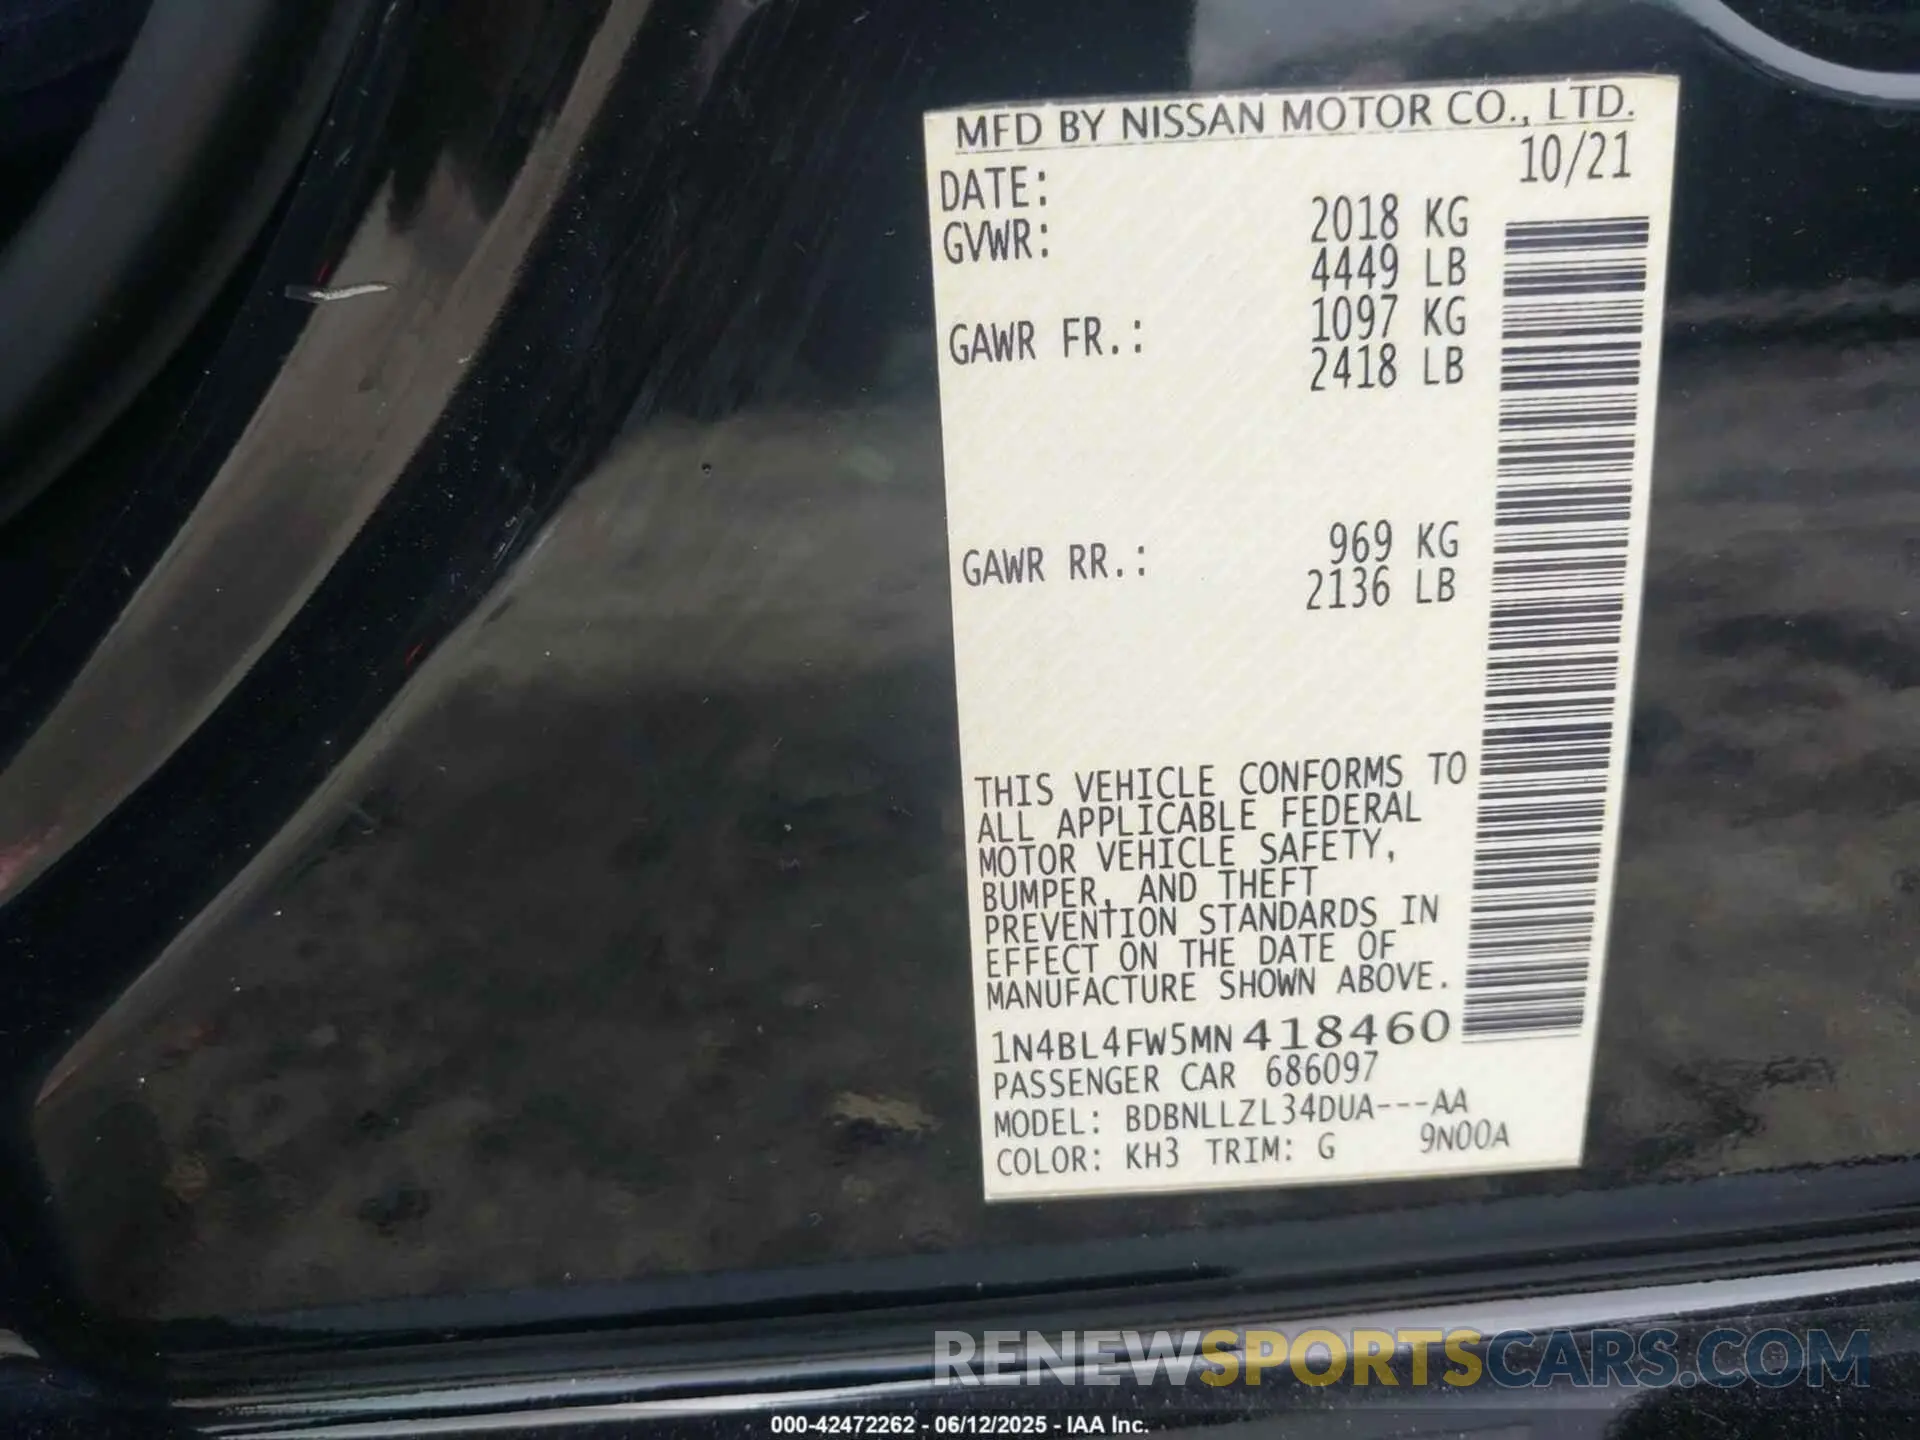 MFD BY NISSAN MOTOR CO., LTD.
DATE: 10/21
GVWR: 2018 KG
4449 LB
GAWR FR.: 1097 KG
2418 LB
GAWR RR.: 969 KG
2136 LB
THIS VEHICLE CONFORMS TO
ALL APPLICABLE FEDERAL
MOTOR VEHICLE SAFETY,
BUMPER, AND THEFT
PREVENTION STANDARDS IN
EFFECT ON THE DATE OF
MANUFACTURE SHOWN ABOVE.
1N4BL4FW5MN418460
PASSENGER CAR 686097
MODEL: BDBNLLZL34DUA---AA
COLOR: KH3 TRIM: G 9N00A
RENEWSPORTSCARS.COM
000-42472262 - 06/12/2025 - IAA Inc.